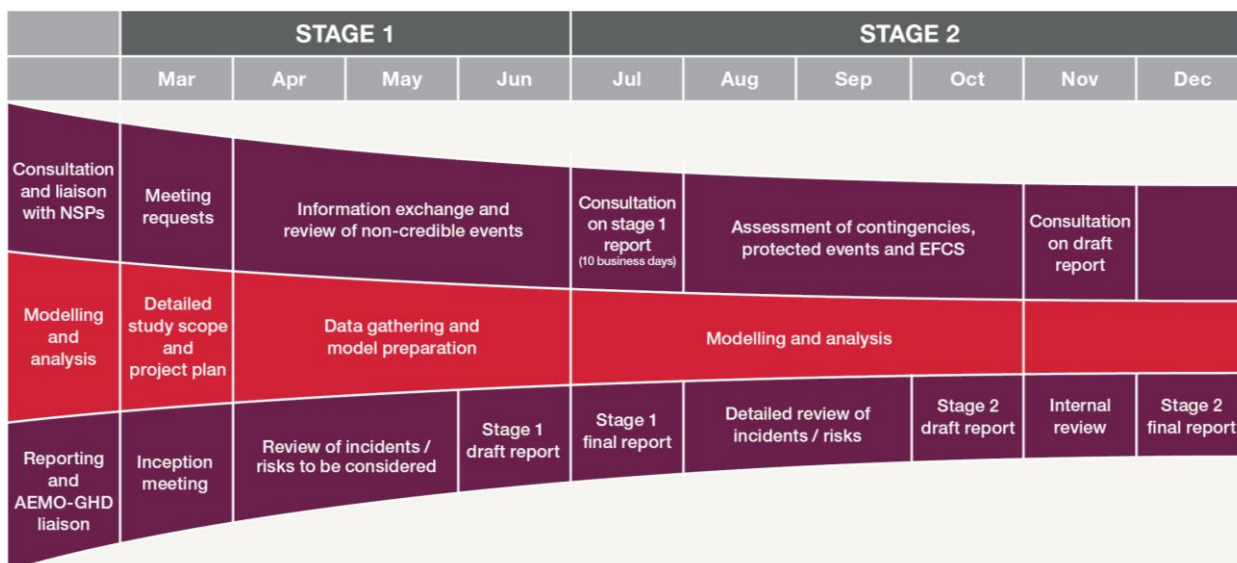 STAGE 1
STAGE 2
Mar
Apr
May
Jun
Jul
Aug
Sep
Oct
Nov
Dec
Consultation
and liaison
with NSPs
Meeting
requests
Information exchange and
review of non-credible events
Consultation
on stage 1
report
(10 business days)
Assessment of contingencies,
protected events and EFCS
Consultation
on draft
report
Modelling
and
analysis
Detailed
study scope
and
project plan
Data gathering and
model preparation
Modelling and analysis
Reporting
and
AEMO-GHD
liaison
Inception
meeting
Review of incidents /
risks to be considered
Stage 1
draft report
Stage 1
final report
Detailed review of
incidents / risks
Stage 2
draft report
Internal
review
Stage 2
final report